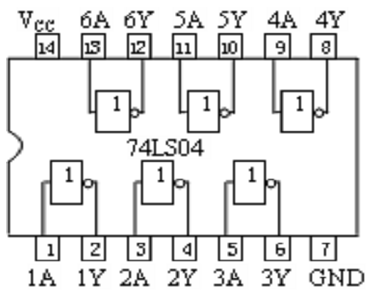 VCC 6A 6Y 5A 5Y 4A 4Y
14 13 12 11 10 9 8
1 1 1
74LS04
1 1 1
1 2 3 4 5 6 7
1A 1Y 2A 2Y 3A 3Y GND